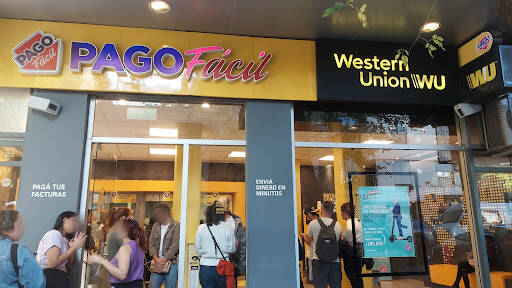 PAGO
Fácil
PAGO Fácil
Western
Union WU
WU
PAGÁ TUS
FACTURAS
ENVIÁ
DINERO EN
MINUTOS